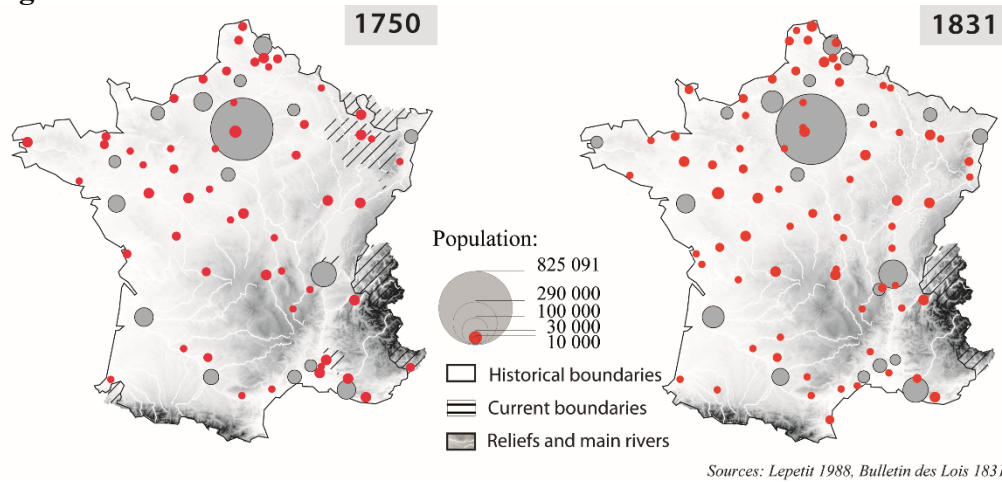 g
1750
1831
Population:
825 091
290 000
100 000
30 000
10 000
Historical boundaries
Current boundaries
Reliefs and main rivers
Sources: Lepetit 1988, Bulletin des Lois 1831